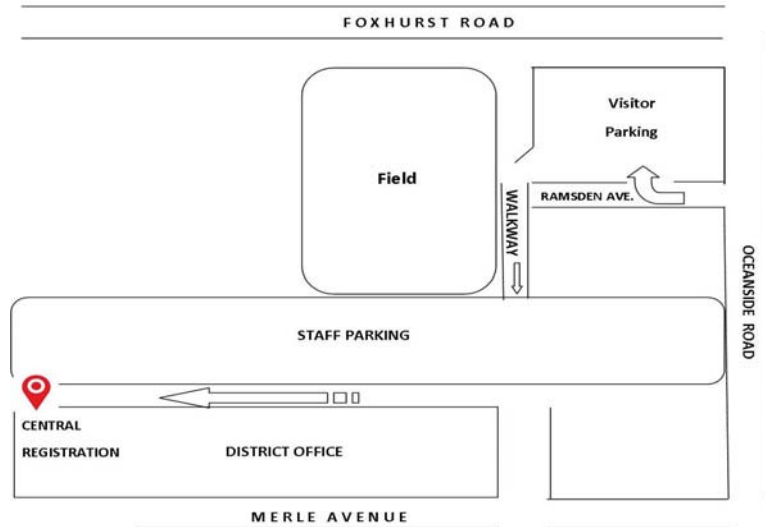 FOXHURST ROAD
Visitor
Parking
Field
RAMSDEN AVE.
WALKWAY
OCEANSIDE ROAD
STAFF PARKING
CENTRAL
REGISTRATION
DISTRICT OFFICE
MERLE AVENUE